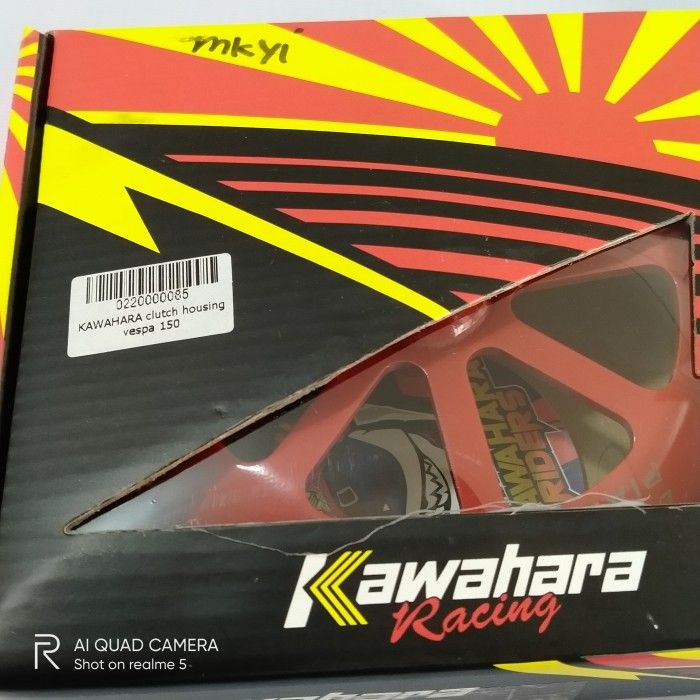 mkyi
0220000085
KAWAHARA clutch housing
vespa 150
KAWAHARA
RIDERS
Kawahara
Racing
R
AI QUAD CAMERA
Shot on realme 5